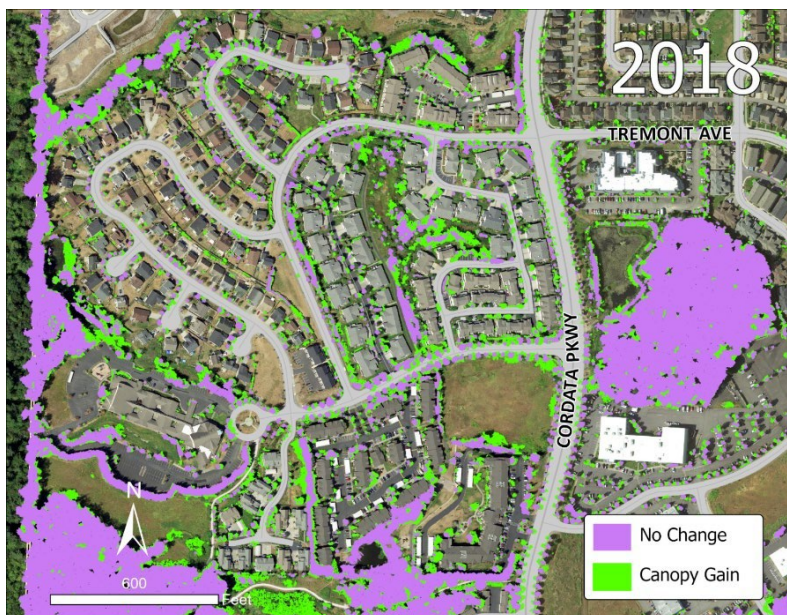 2018
TREMONT AVE
CORDATA PKWY
N
600
Feet
No Change
Canopy Gain